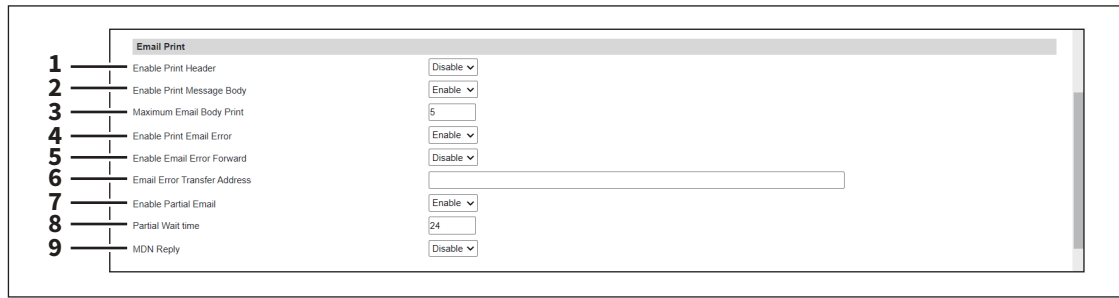 Email Print
1 Enable Print Header Disable
2 Enable Print Message Body Enable
3 Maximum Email Body Print 5
4 Enable Print Email Error Enable
5 Enable Email Error Forward Disable
6 Email Error Transfer Address
7 Enable Partial Email Enable
8 Partial Wait time 24
9 MDN Reply Disable